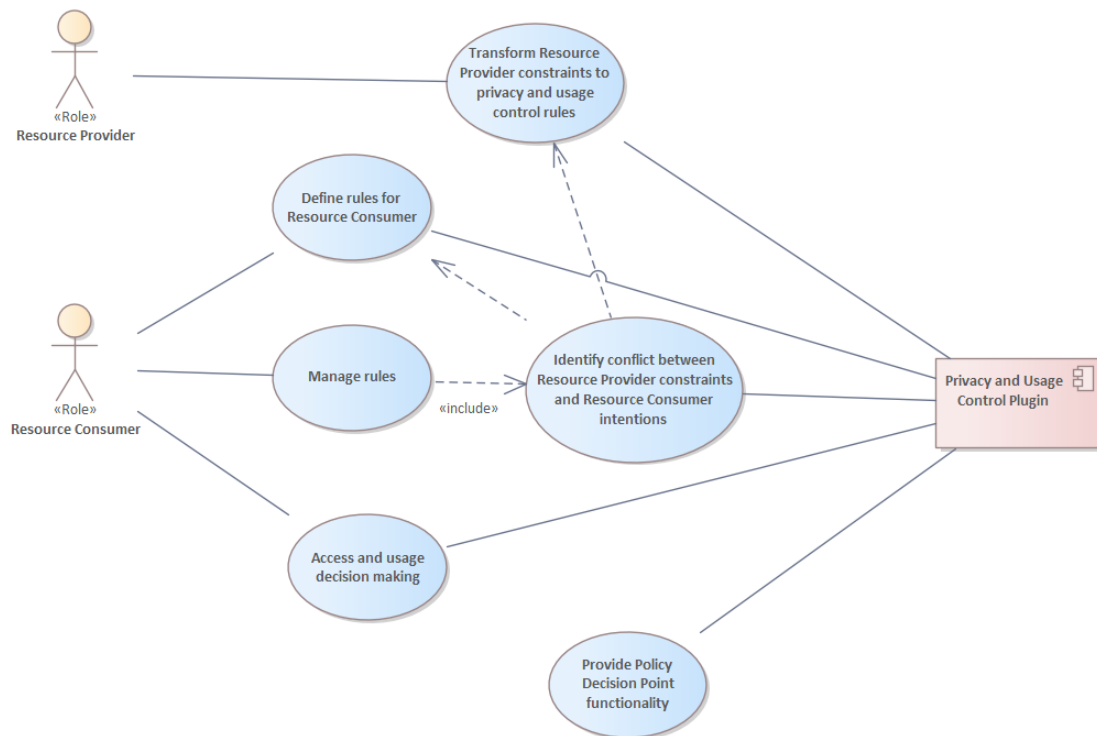 Transform Resource
Provider constraints to
privacy and usage
control rules
«Role»
Resource Provider
Define rules for
Resource Consumer
Identify conflict between
Resource Provider constraints
and Resource Consumer
intentions
Manage rules
«include»
Privacy and Usage
Control Plugin
«Role»
Resource Consumer
Access and usage
decision making
Provide Policy
Decision Point
functionality